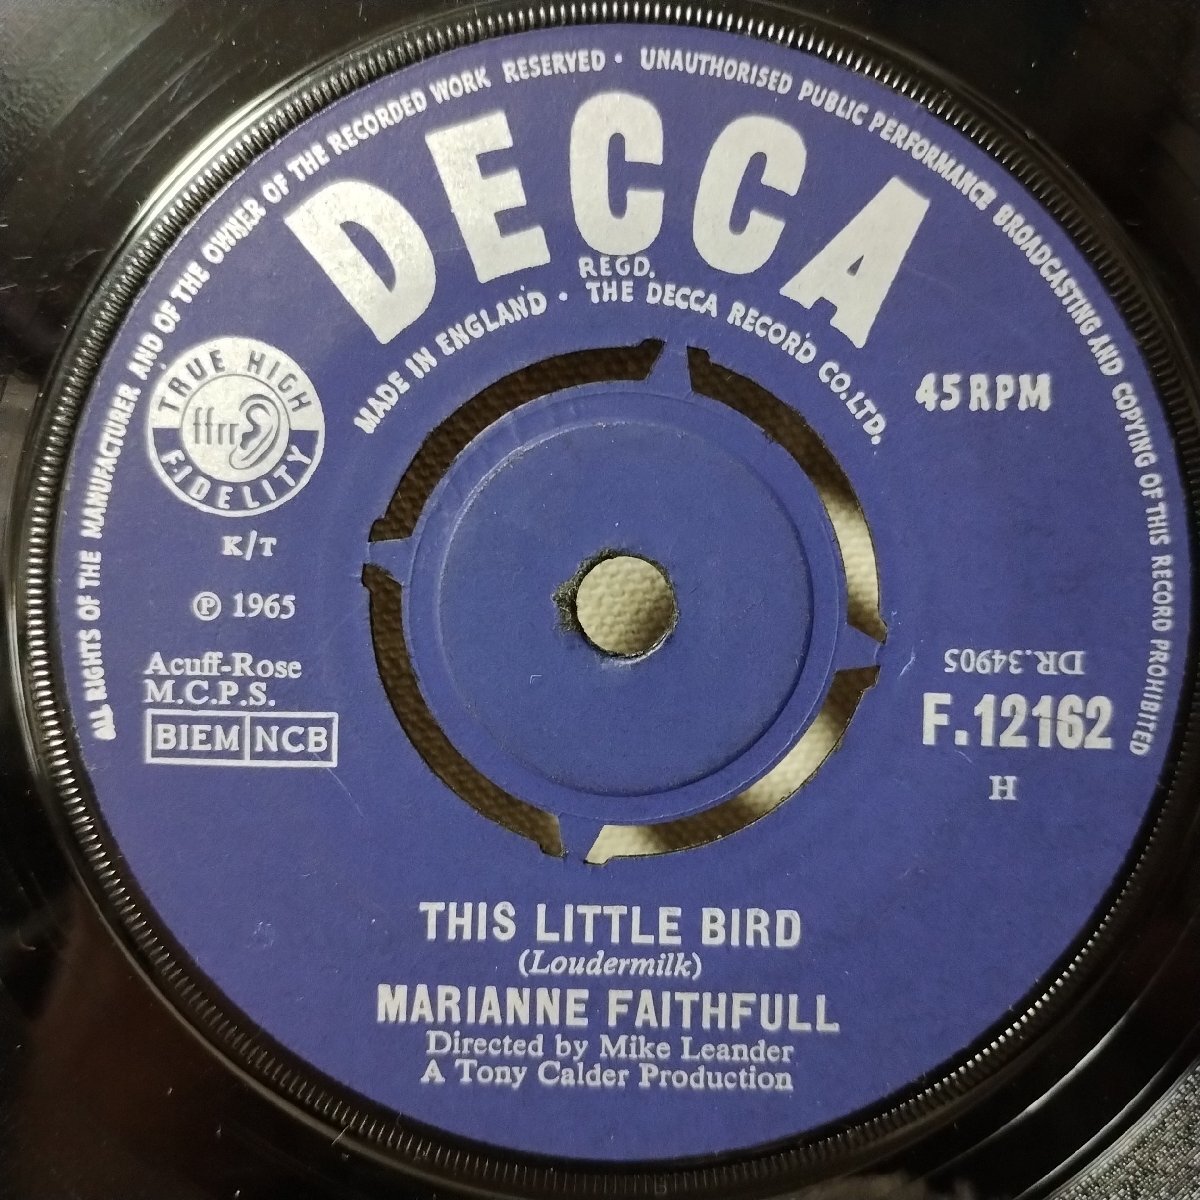 ALL RIGHTS OF THE MANUFACTURER AND OF THE OWNER OF THE RECORDED WORK RESERVED • UNAUTHORISED PUBLIC PERFORMANCE BROADCASTING AND COPYING OF THIS RECORD PROHIBITED
DECCA
REGD.
MADE IN ENGLAND • THE DECCA RECORD CO. LTD.
TRUE HIGH
ffrr
FIDELITY
45 RPM
K/T
Ⓟ 1965
Acuff-Rose
M.C.P.S.
BIEM NCB
DR.34905
F.12162
H
THIS LITTLE BIRD
(Loudermilk)
MARIANNE FAITHFULL
Directed by Mike Leander
A Tony Calder Production